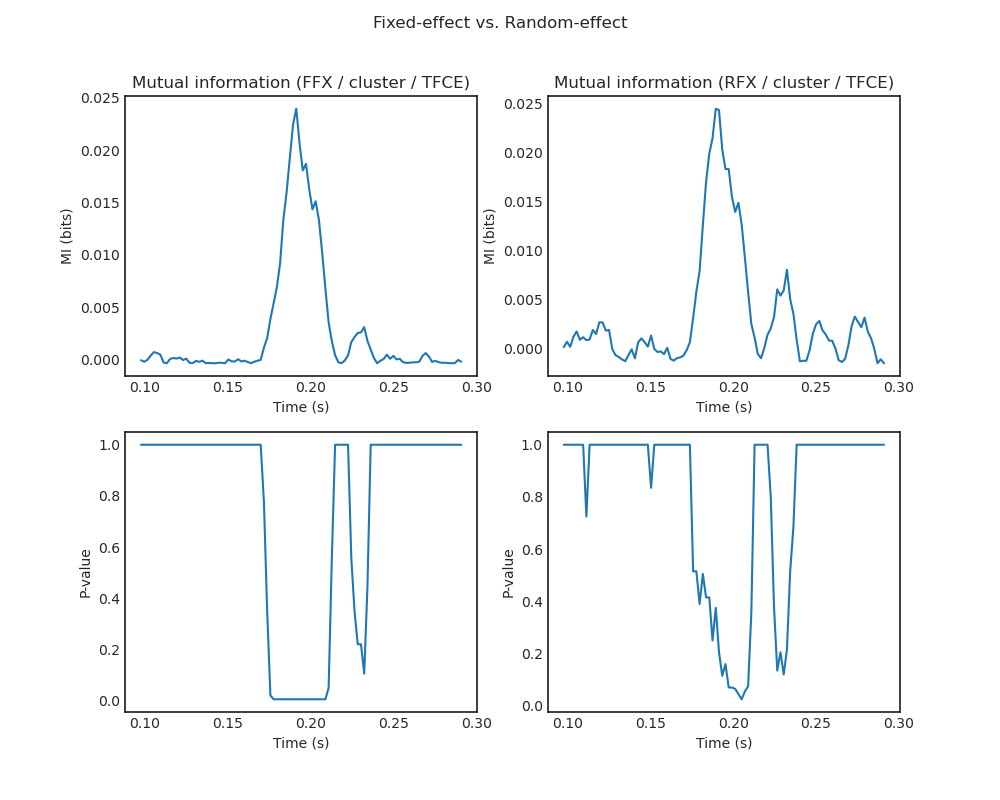 Fixed-effect vs. Random-effect
Mutual information (FFX / cluster / TFCE)
0.025
0.020
0.015
0.010
0.005
0.000
MI (bits)
0.10 0.15 0.20 0.25 0.30
Time (s)
Mutual information (RFX / cluster / TFCE)
0.025
0.020
0.015
0.010
0.005
0.000
MI (bits)
0.10 0.15 0.20 0.25 0.30
Time (s)
1.0
0.8
0.6
0.4
0.2
0.0
P-value
0.10 0.15 0.20 0.25 0.30
Time (s)
1.0
0.8
0.6
0.4
0.2
0.0
P-value
0.10 0.15 0.20 0.25 0.30
Time (s)